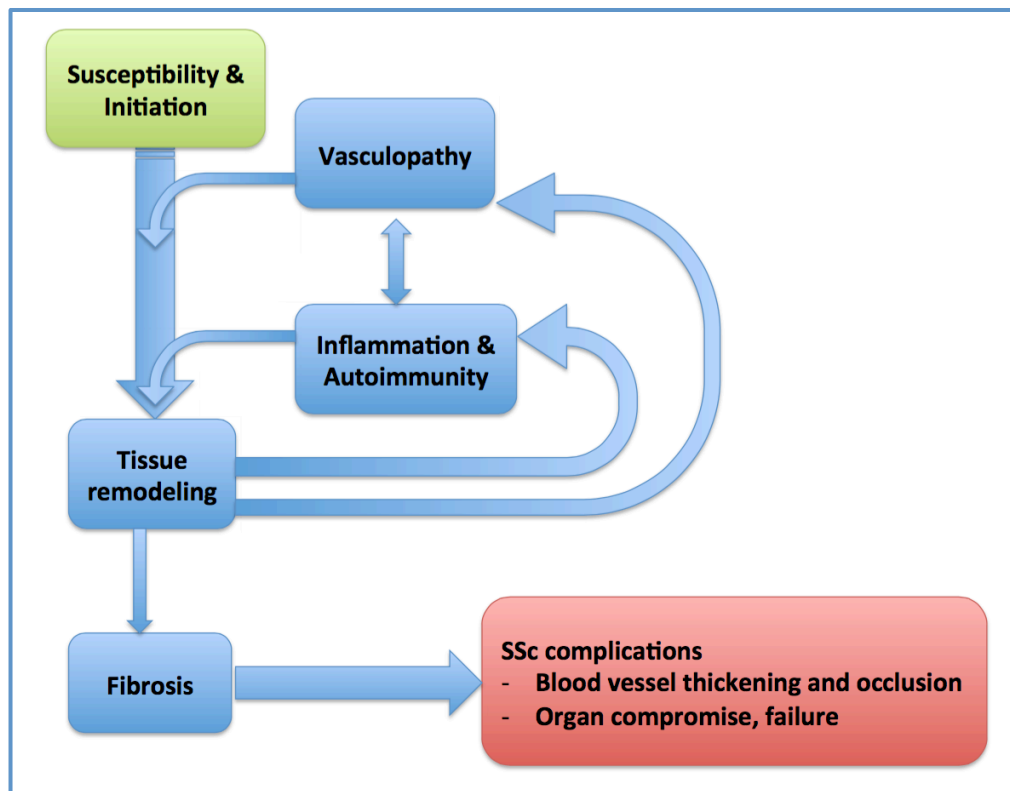 Susceptibility &
Initiation
Vasculopathy
Inflammation &
Autoimmunity
Tissue
remodeling
Fibrosis
SSc complications
- Blood vessel thickening and occlusion
- Organ compromise, failure